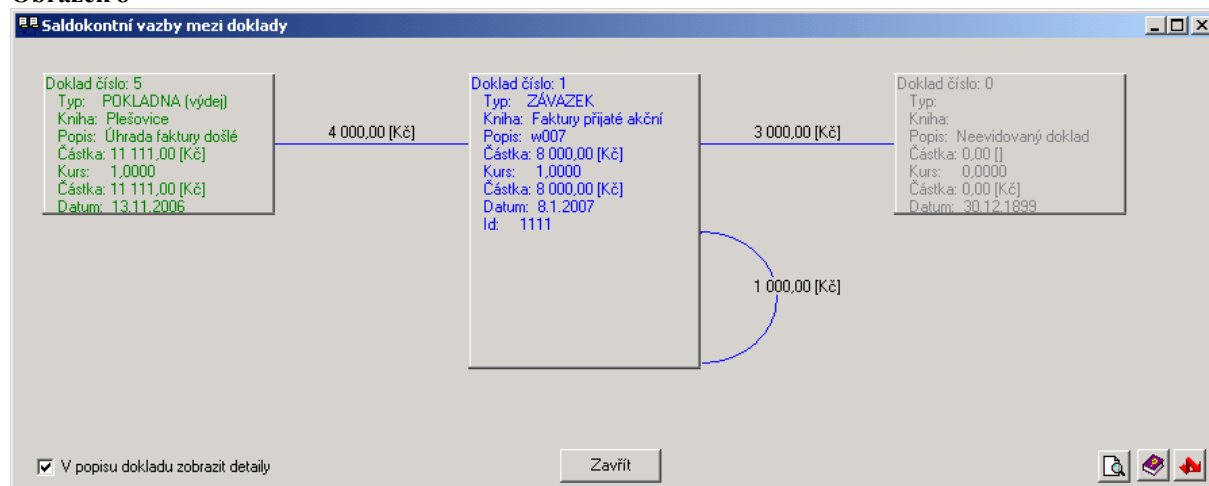 Obrázek 8
Saldokontní vazby mezi doklady
Doklad číslo: 5
Typ: POKLADNA (výdej)
Kniha: Plešovice
Popis: Úhrada faktury došlé
Částka: 11 111,00 [Kč]
Kurs: 1,0000
Částka: 11 111,00 [Kč]
Datum: 13.11.2006
4 000,00 [Kč]
Doklad číslo: 1
Typ: ZÁVAZEK
Kniha: Faktury přijaté akční
Popis: w007
Částka: 8 000,00 [Kč]
Kurs: 1,0000
Částka: 8 000,00 [Kč]
Datum: 8.1.2007
Id: 1111
3 000,00 [Kč]
Doklad číslo: 0
Typ:
Kniha:
Popis: Neevidovaný doklad
Částka: 0,00 []
Kurs: 0,0000
Částka: 0,00 [Kč]
Datum: 30.12.1899
1 000,00 [Kč]
V popisu dokladu zobrazit detaily
Zavřít